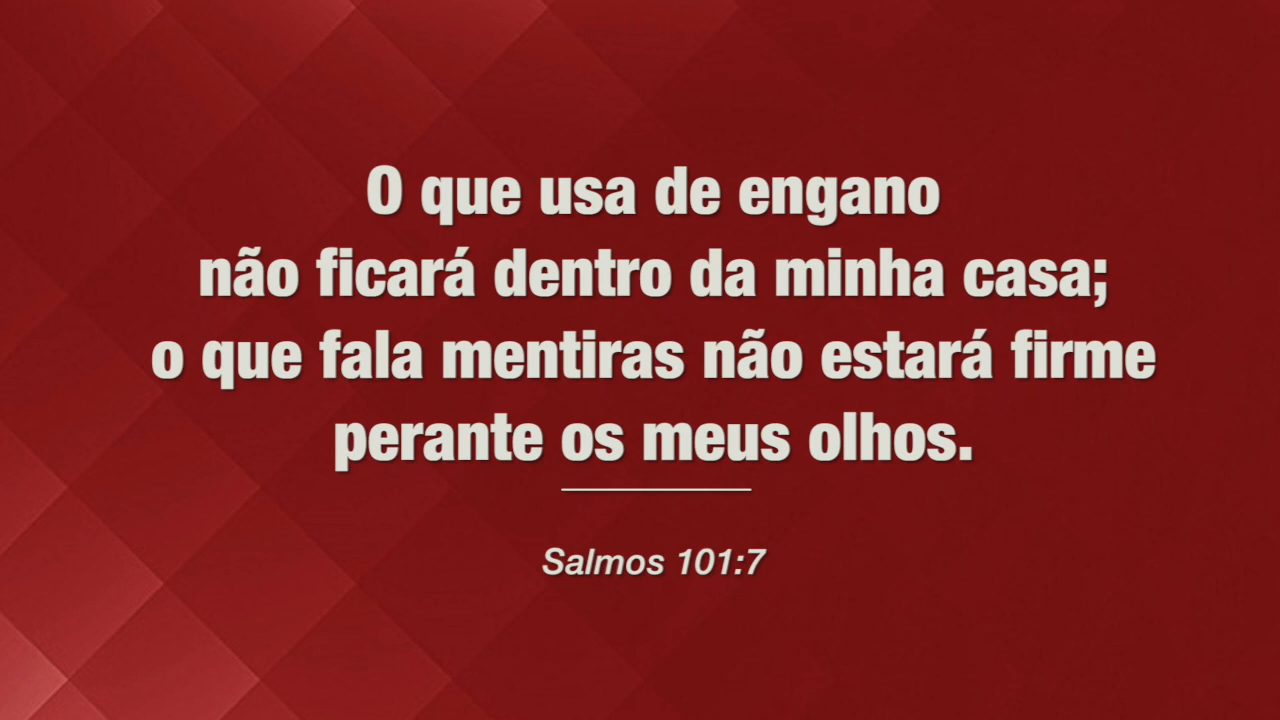 O que usa de engano
não ficará dentro da minha casa;
o que fala mentiras não estará firme
perante os meus olhos.
Salmos 101:7